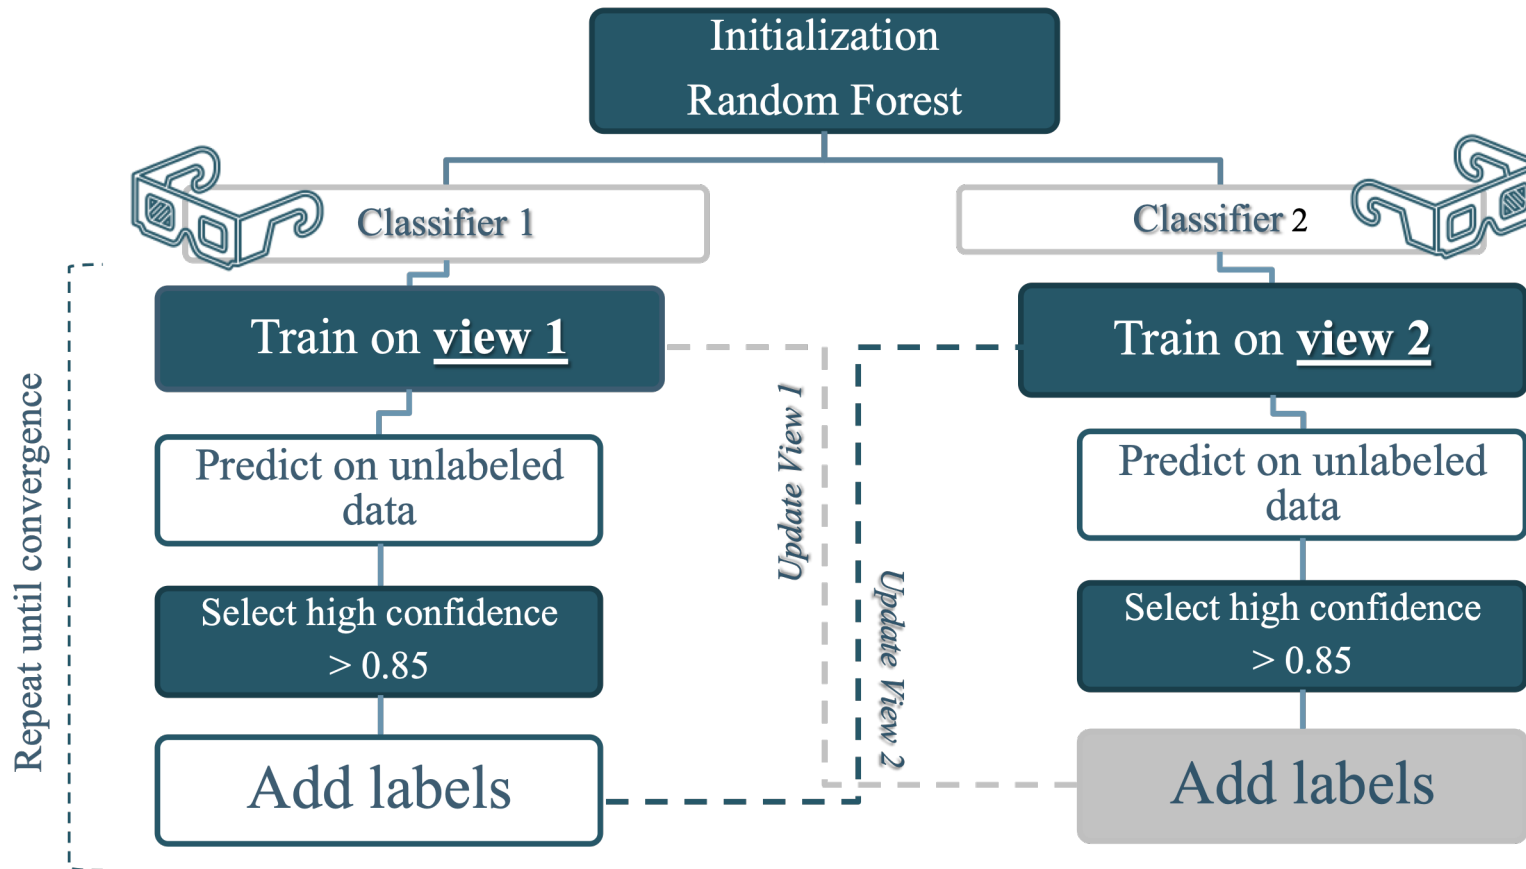 Initialization
Random Forest
Classifier 1
Classifier 2
Train on view 1
Train on view 2
Predict on unlabeled
data
Predict on unlabeled
data
Select high confidence
> 0.85
Select high confidence
> 0.85
Add labels
Add labels
Update View 1
Update View 2
Repeat until convergence